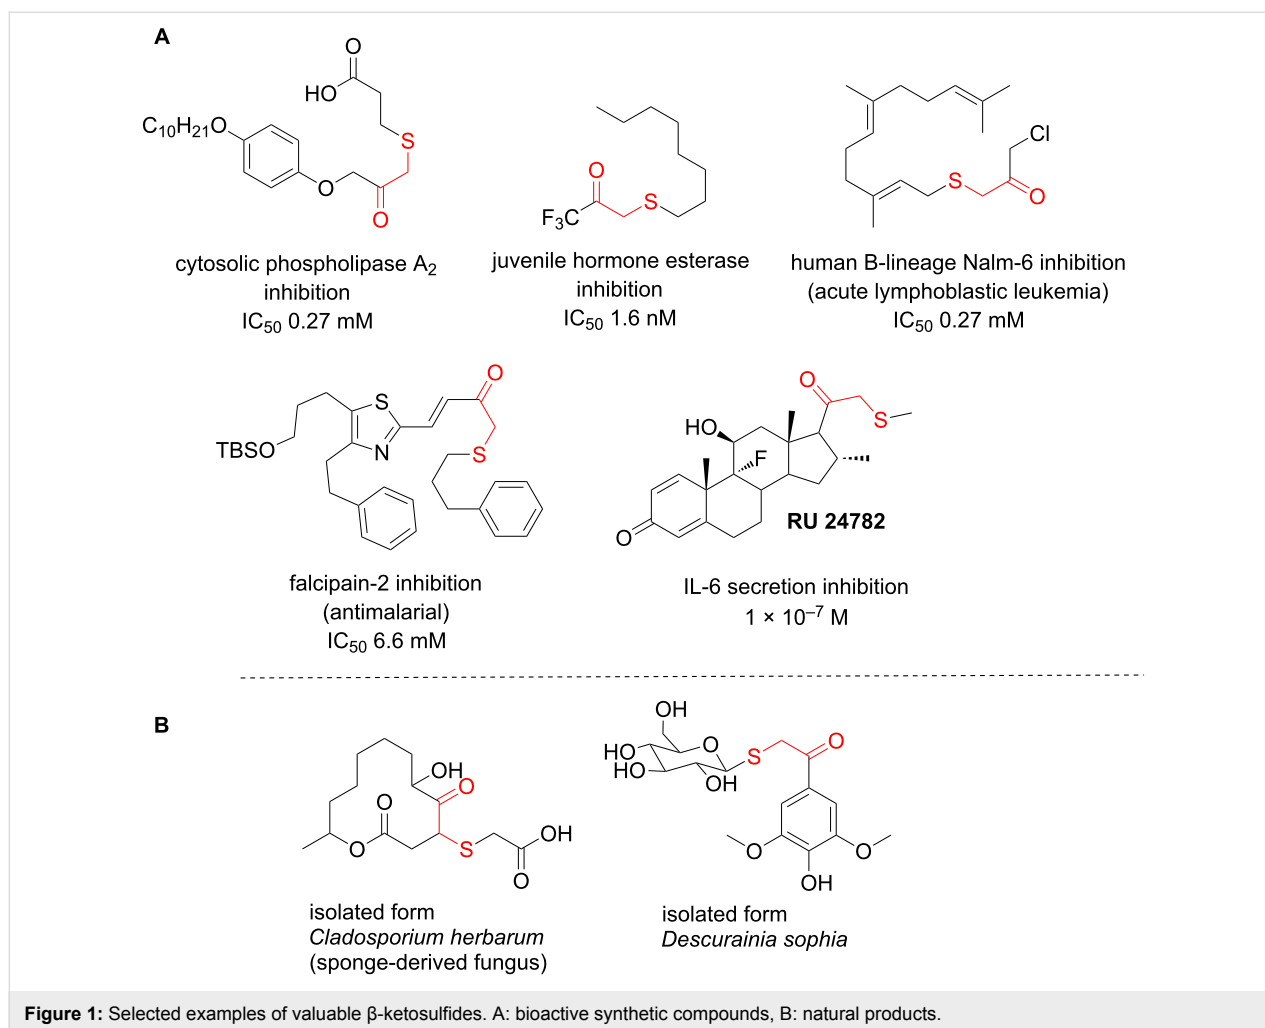 A
O
HO
C10H21O
S
O
O
cytosolic phospholipase A2
inhibition
IC50 0.27 mM
O
F3C
S
juvenile hormone esterase
inhibition
IC50 1.6 nM
Cl
S
O
human B-lineage Nalm-6 inhibition
(acute lymphoblastic leukemia)
IC50 0.27 mM
S
O
TBSO
N
S
falcipain-2 inhibition
(antimalarial)
IC50 6.6 mM
O
S
HO
F
O
RU 24782
IL-6 secretion inhibition
1 × 10–7 M
B
OH
O
O
O
S
OH
O
isolated form
Cladosporium herbarum
(sponge-derived fungus)
OH
HO
O
S
O
HO
OH
O
O
OH
isolated form
Descurainia sophia
Figure 1: Selected examples of valuable β-ketosulfides. A: bioactive synthetic compounds, B: natural products.